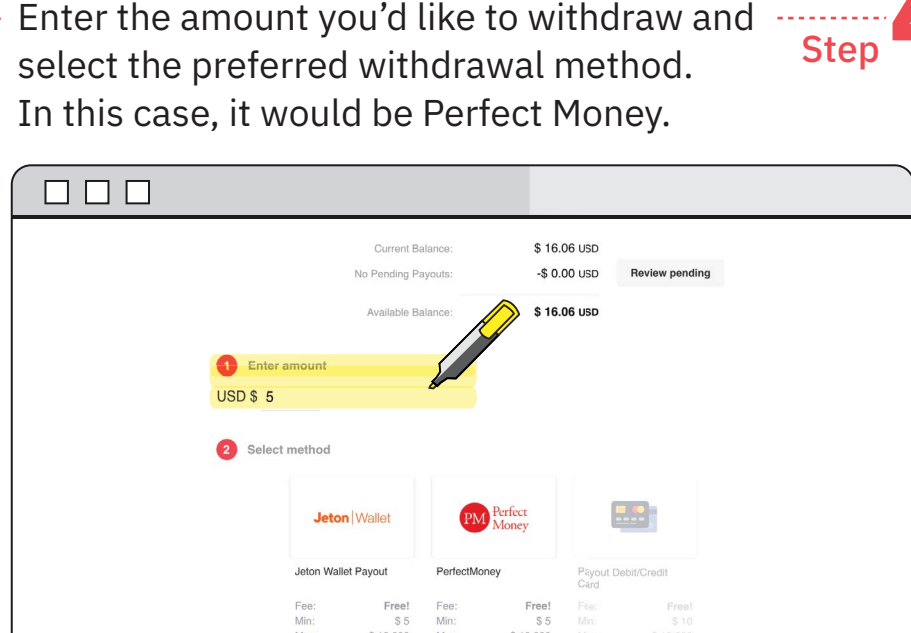 Enter the amount you’d like to withdraw and
select the preferred withdrawal method.
In this case, it would be Perfect Money.
Step
Current Balance: $ 16.06 USD
No Pending Payouts: -$ 0.00 USD Review pending
Available Balance: $ 16.06 USD
1 Enter amount
USD $ 5
2 Select method
Jeton Wallet PM Perfect Money
Jeton Wallet Payout PerfectMoney Payout Debit/Credit Card
Fee: Free! Fee: Free! Fee: Free!
Min: $ 5 Min: $ 5 Min: $ 10